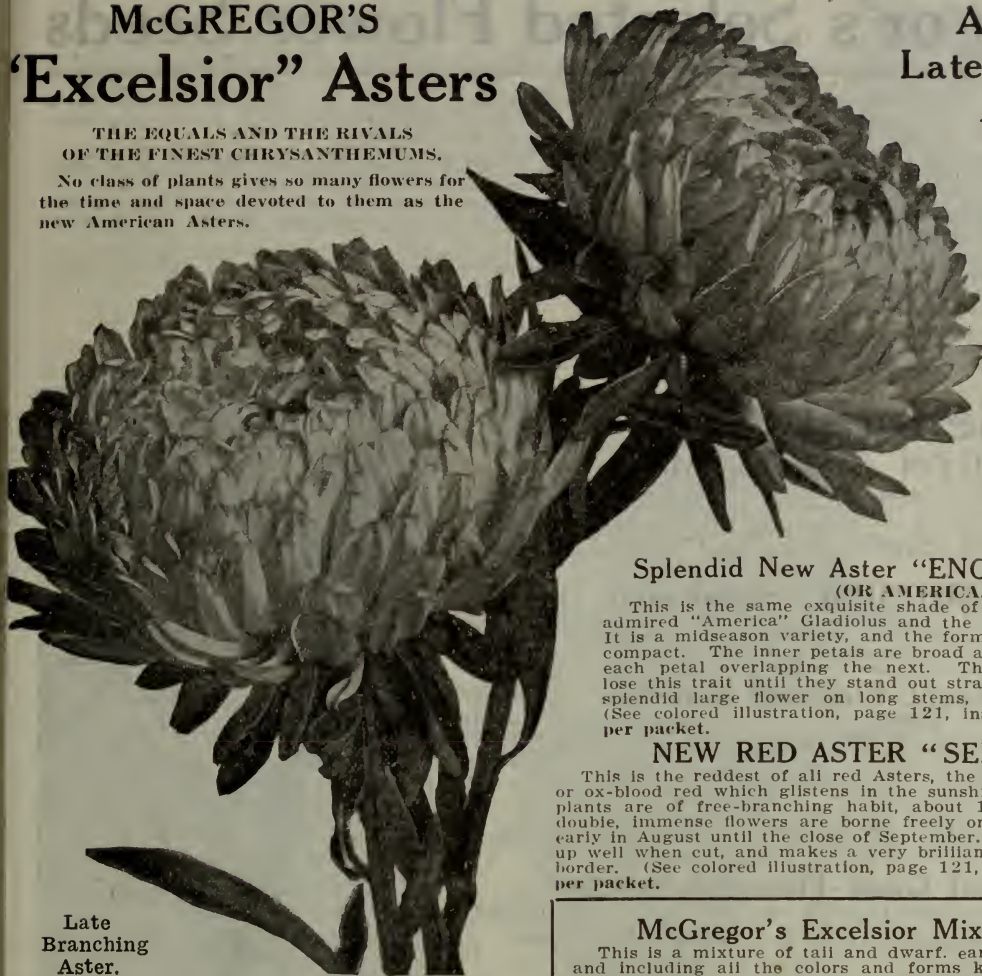 McGREGOR'S
"Excelsior" Asters
THE EQUALS AND THE RIVALS
OF THE FINEST CHRYSANTHEMUMS.
No class of plants gives so many flowers for
the time and space devoted to them as the
new American Asters.
Late
Branching
Aster.
A
Late
Splendid New Aster "ENC
(OR AMERICA
This is the same exquisite shade of
admired "America" Gladiolus and the
It is a midseason variety, and the form
compact. The inner petals are broad a
each petal overlapping the next. Th
lose this trait until they stand out stra
splendid large flower on long stems,
(See colored illustration, page 121, in
per packet.
NEW RED ASTER "SE
This is the reddest of all red Asters, the
or ox-blood red which glistens in the sunsh
plants are of free-branching habit, about 1
double, immense flowers are borne freely or
early in August until the close of September.
up well when cut, and makes a very brillian
border. (See colored illustration, page 121,
per packet.
McGregor's Excelsior Mix
This is a mixture of tall and dwarf. ear
and including all the colors and forms k